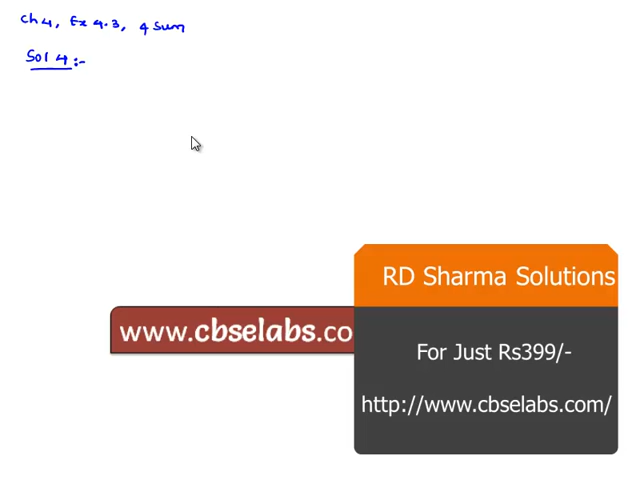 Ch 4, Ex 4.3, 4 Sum
Sol 4 :-
RD Sharma Solutions
www.cbselabs.co
For Just Rs399/-
http://www.cbselabs.com/